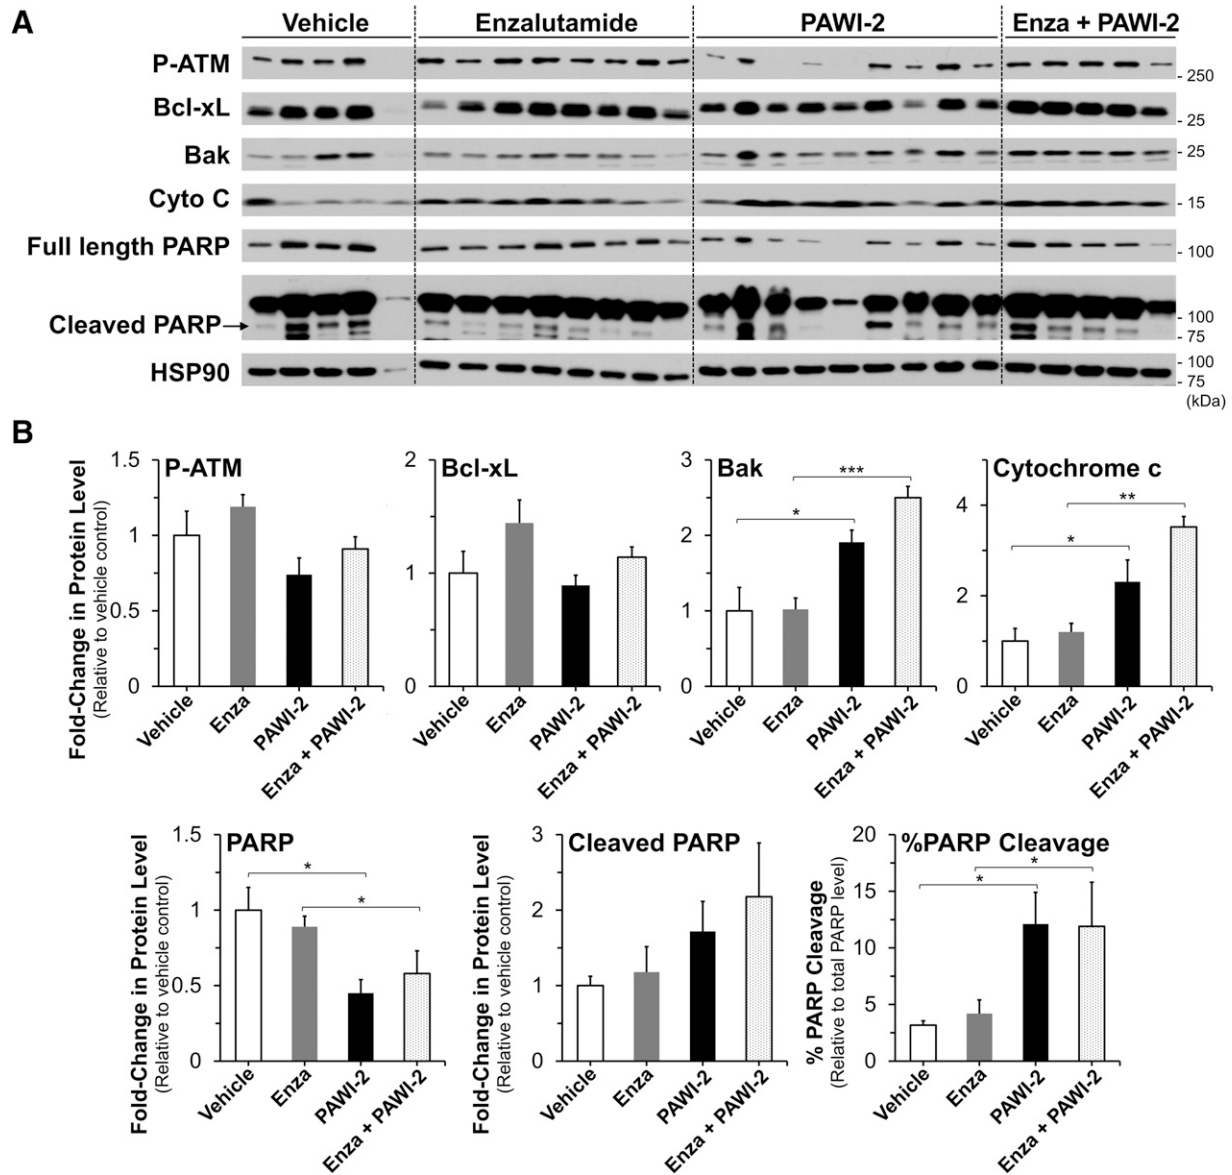 A
Vehicle Enzalutamide PAWI-2 Enza + PAWI-2
P-ATM
- 250
Bcl-xL
- 25
Bak
- 25
Cyto C
- 15
Full length PARP
- 100
Cleaved PARP
- 100
- 75
HSP90
- 100
- 75
(kDa)
B
Fold-Change in Protein Level
(Relative to vehicle control)
P-ATM
1.5
1
0.5
0
Vehicle
Enza
PAWI-2
Enza + PAWI-2
Bcl-xL
2
1
0
Vehicle
Enza
PAWI-2
Enza + PAWI-2
Bak
3
2
1
0
*
***
Vehicle
Enza
PAWI-2
Enza + PAWI-2
Cytochrome c
4
2
0
*
**
Vehicle
Enza
PAWI-2
Enza + PAWI-2
Fold-Change in Protein Level
(Relative to vehicle control)
PARP
1.5
1
0.5
0
*
*
Vehicle
Enza
PAWI-2
Enza + PAWI-2
Fold-Change in Protein Level
(Relative to vehicle control)
Cleaved PARP
3
2
1
0
Vehicle
Enza
PAWI-2
Enza + PAWI-2
% PARP Cleavage
(Relative to total PARP level)
%PARP Cleavage
20
15
10
5
0
*
*
Vehicle
Enza
PAWI-2
Enza + PAWI-2